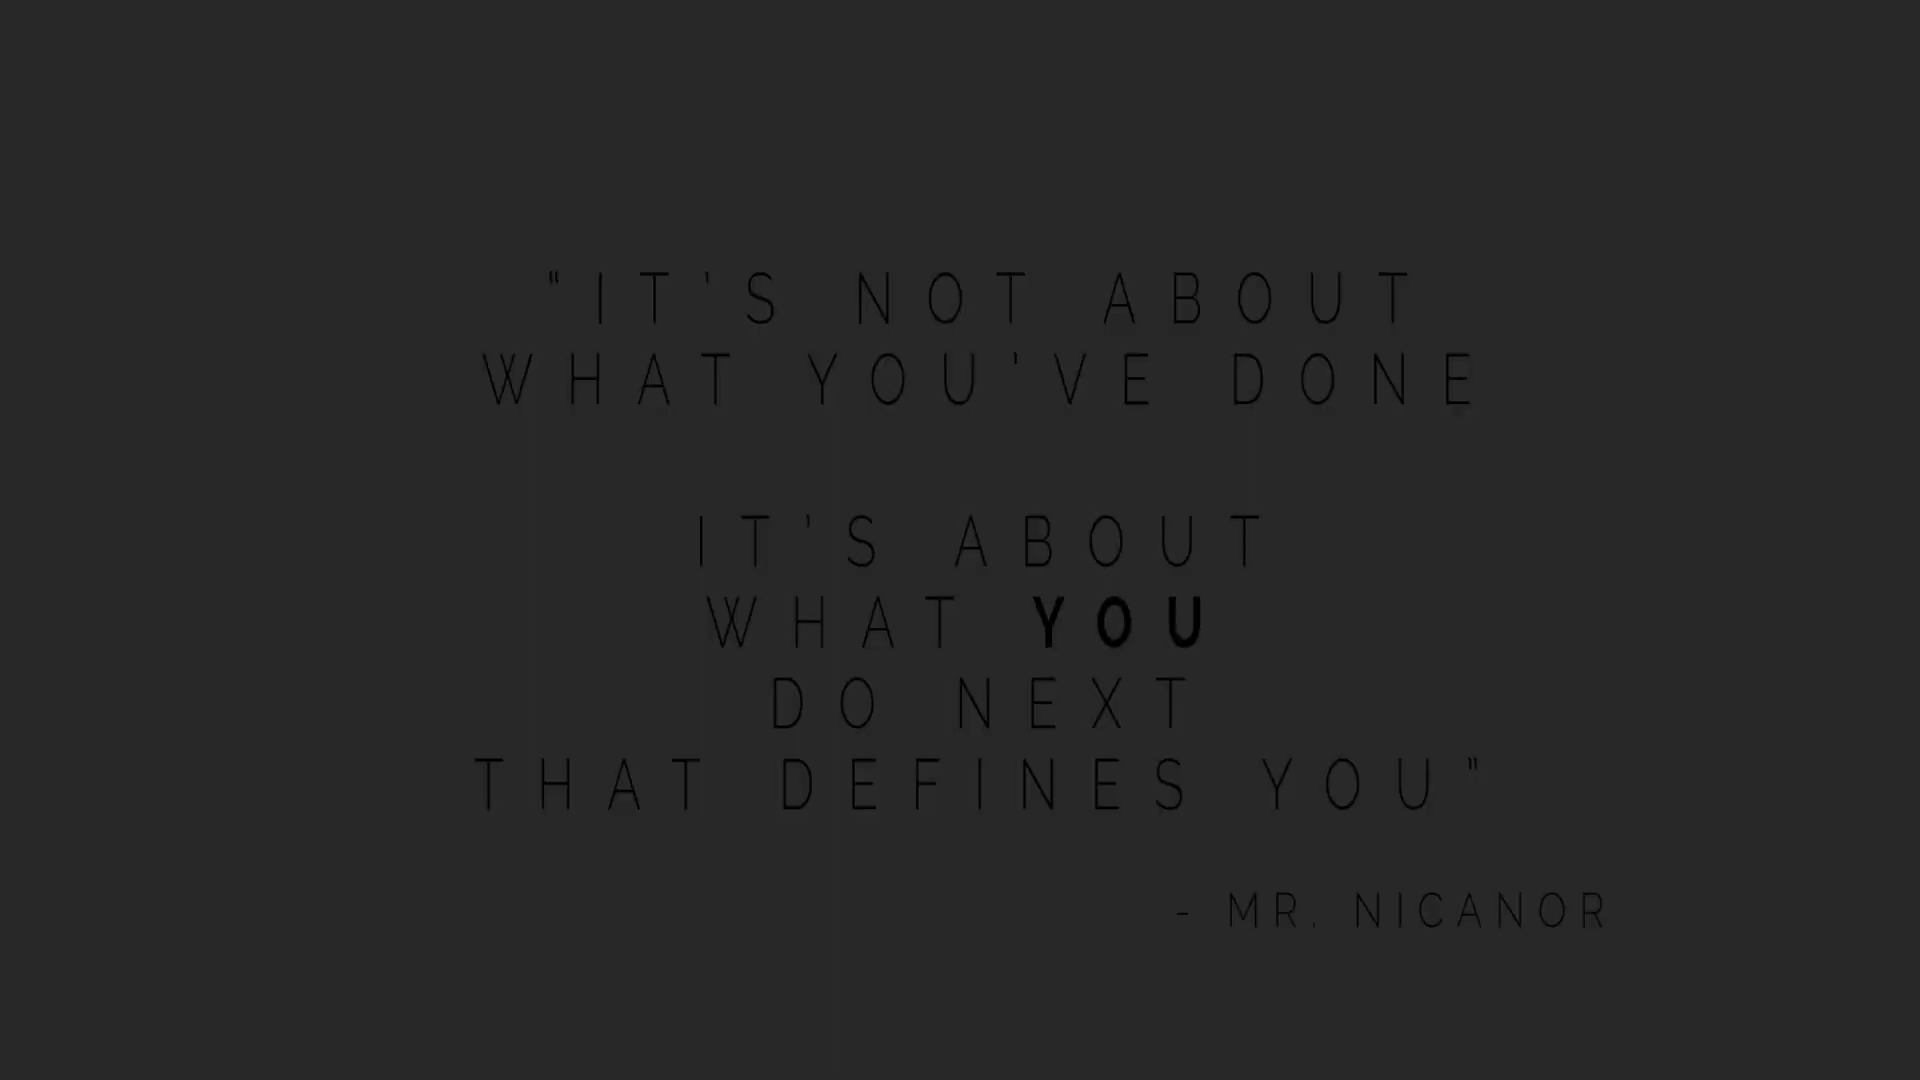 "IT'S NOT ABOUT
WHAT YOU'VE DONE
IT'S ABOUT
WHAT YOU
DO NEXT
THAT DEFINES YOU"
- MR. NICANOR